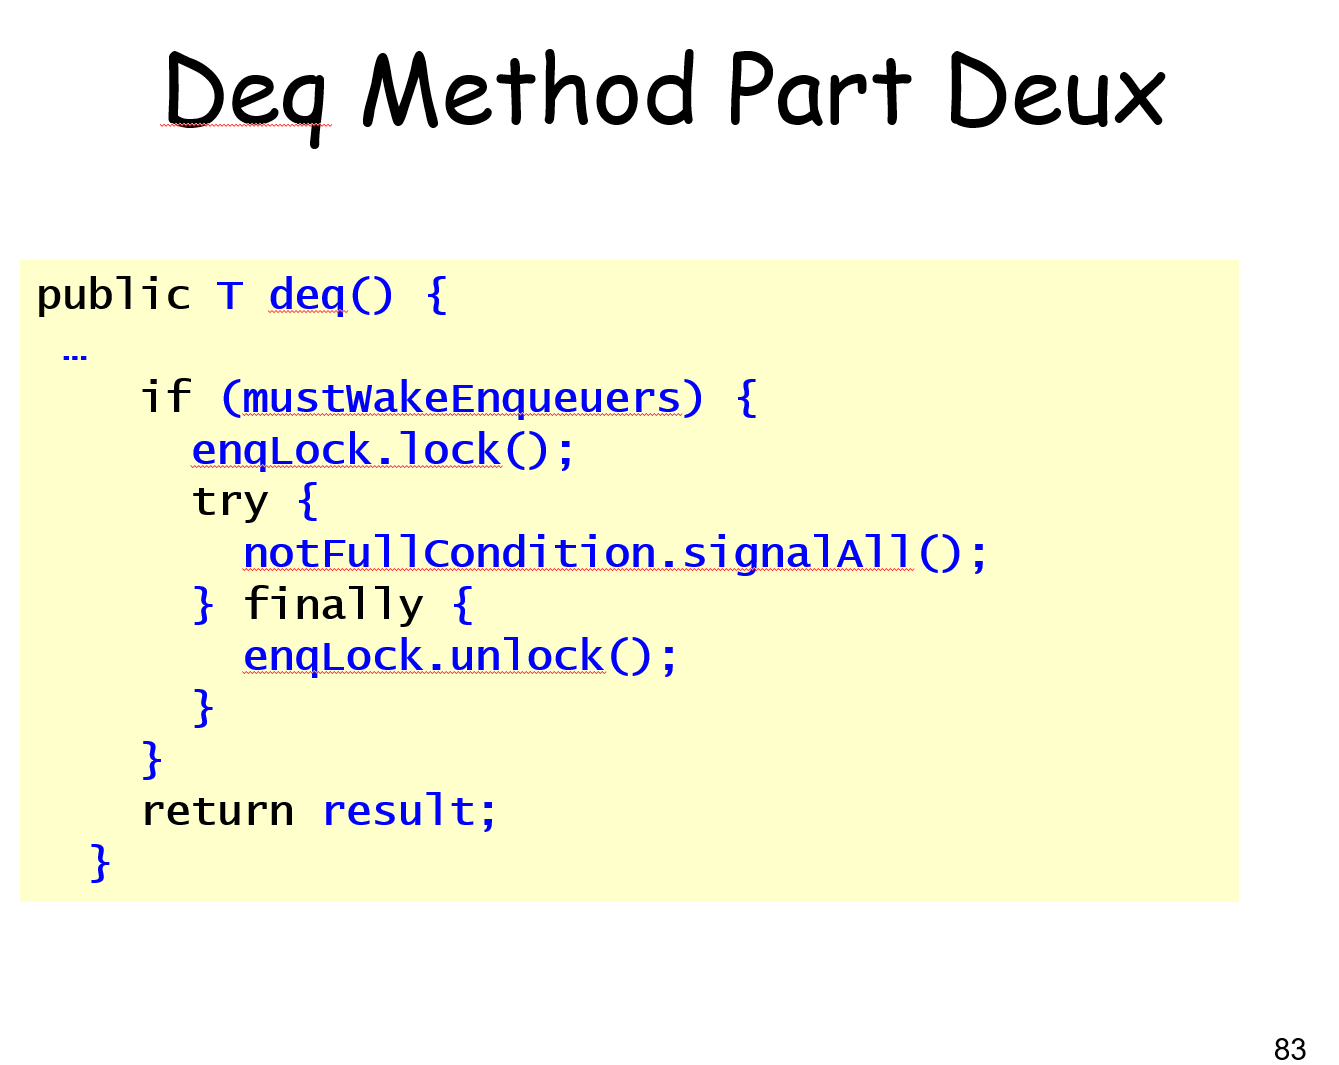 Deq Method Part Deux
public T deq() {
…
if (mustWakeEnqueuers) {
enqLock.lock();
try {
notFullCondition.signalAll();
} finally {
enqLock.unlock();
}
}
return result;
}
83